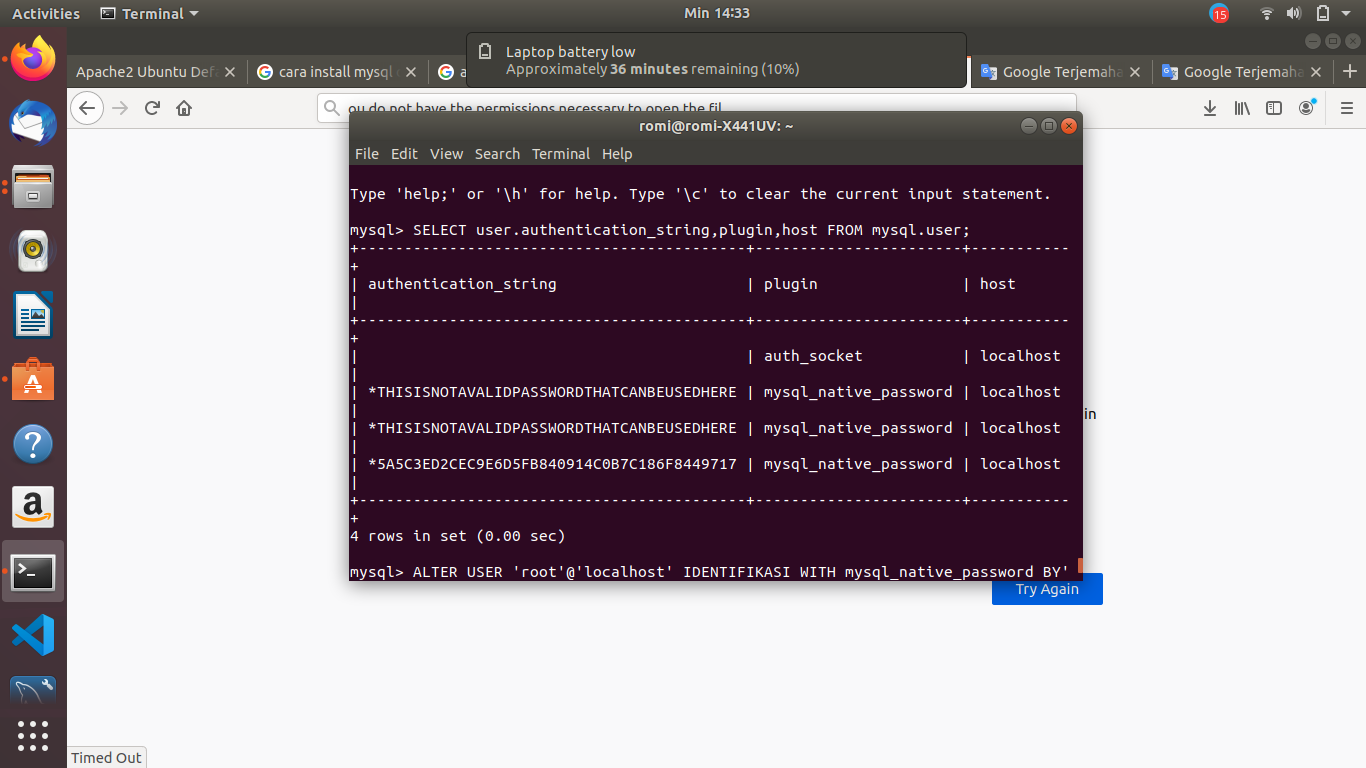 Activities Terminal Min 14:33 15
Laptop battery low
Approximately 36 minutes remaining (10%)
Apache2 Ubuntu Def cara install mysql a Google Terjemaha Google Terjemaha
ou do not have the permissions necessary to open the fil
romi@romi-X441UV: ~
File Edit View Search Terminal Help
Type 'help;' or '\h' for help. Type '\c' to clear the current input statement.
mysql> SELECT user.authentication_string,plugin,host FROM mysql.user;
+-------------------------------------------+-----------------------+-----------
+
| authentication_string | plugin | host
|
+-------------------------------------------+-----------------------+-----------
+
| | auth_socket | localhost
|
| *THISISNOTAVALIDPASSWORDTHATCANBEUSEDHERE | mysql_native_password | localhost
|
| *THISISNOTAVALIDPASSWORDTHATCANBEUSEDHERE | mysql_native_password | localhost
|
| *5A5C3ED2CEC9E6D5FB840914C0B7C186F8449717 | mysql_native_password | localhost
|
+-------------------------------------------+-----------------------+-----------
+
4 rows in set (0.00 sec)
mysql> ALTER USER 'root'@'localhost' IDENTIFIKASI WITH mysql_native_password BY'
in
Try Again
Timed Out